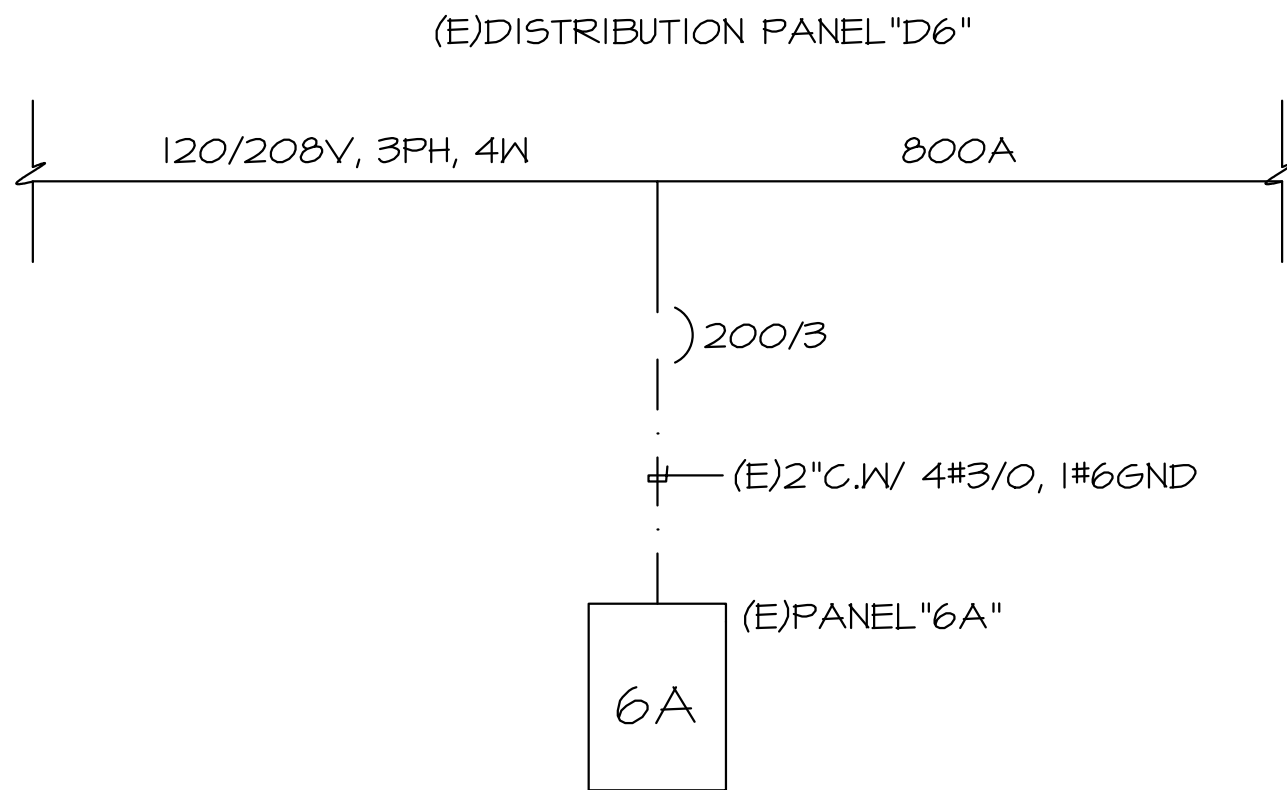 (E)DISTRIBUTION PANEL"D6"
120/208V, 3PH, 4W
800A
200/3
(E)2"C.W/ 4#3/0, 1#6GND
(E)PANEL"6A"
6A